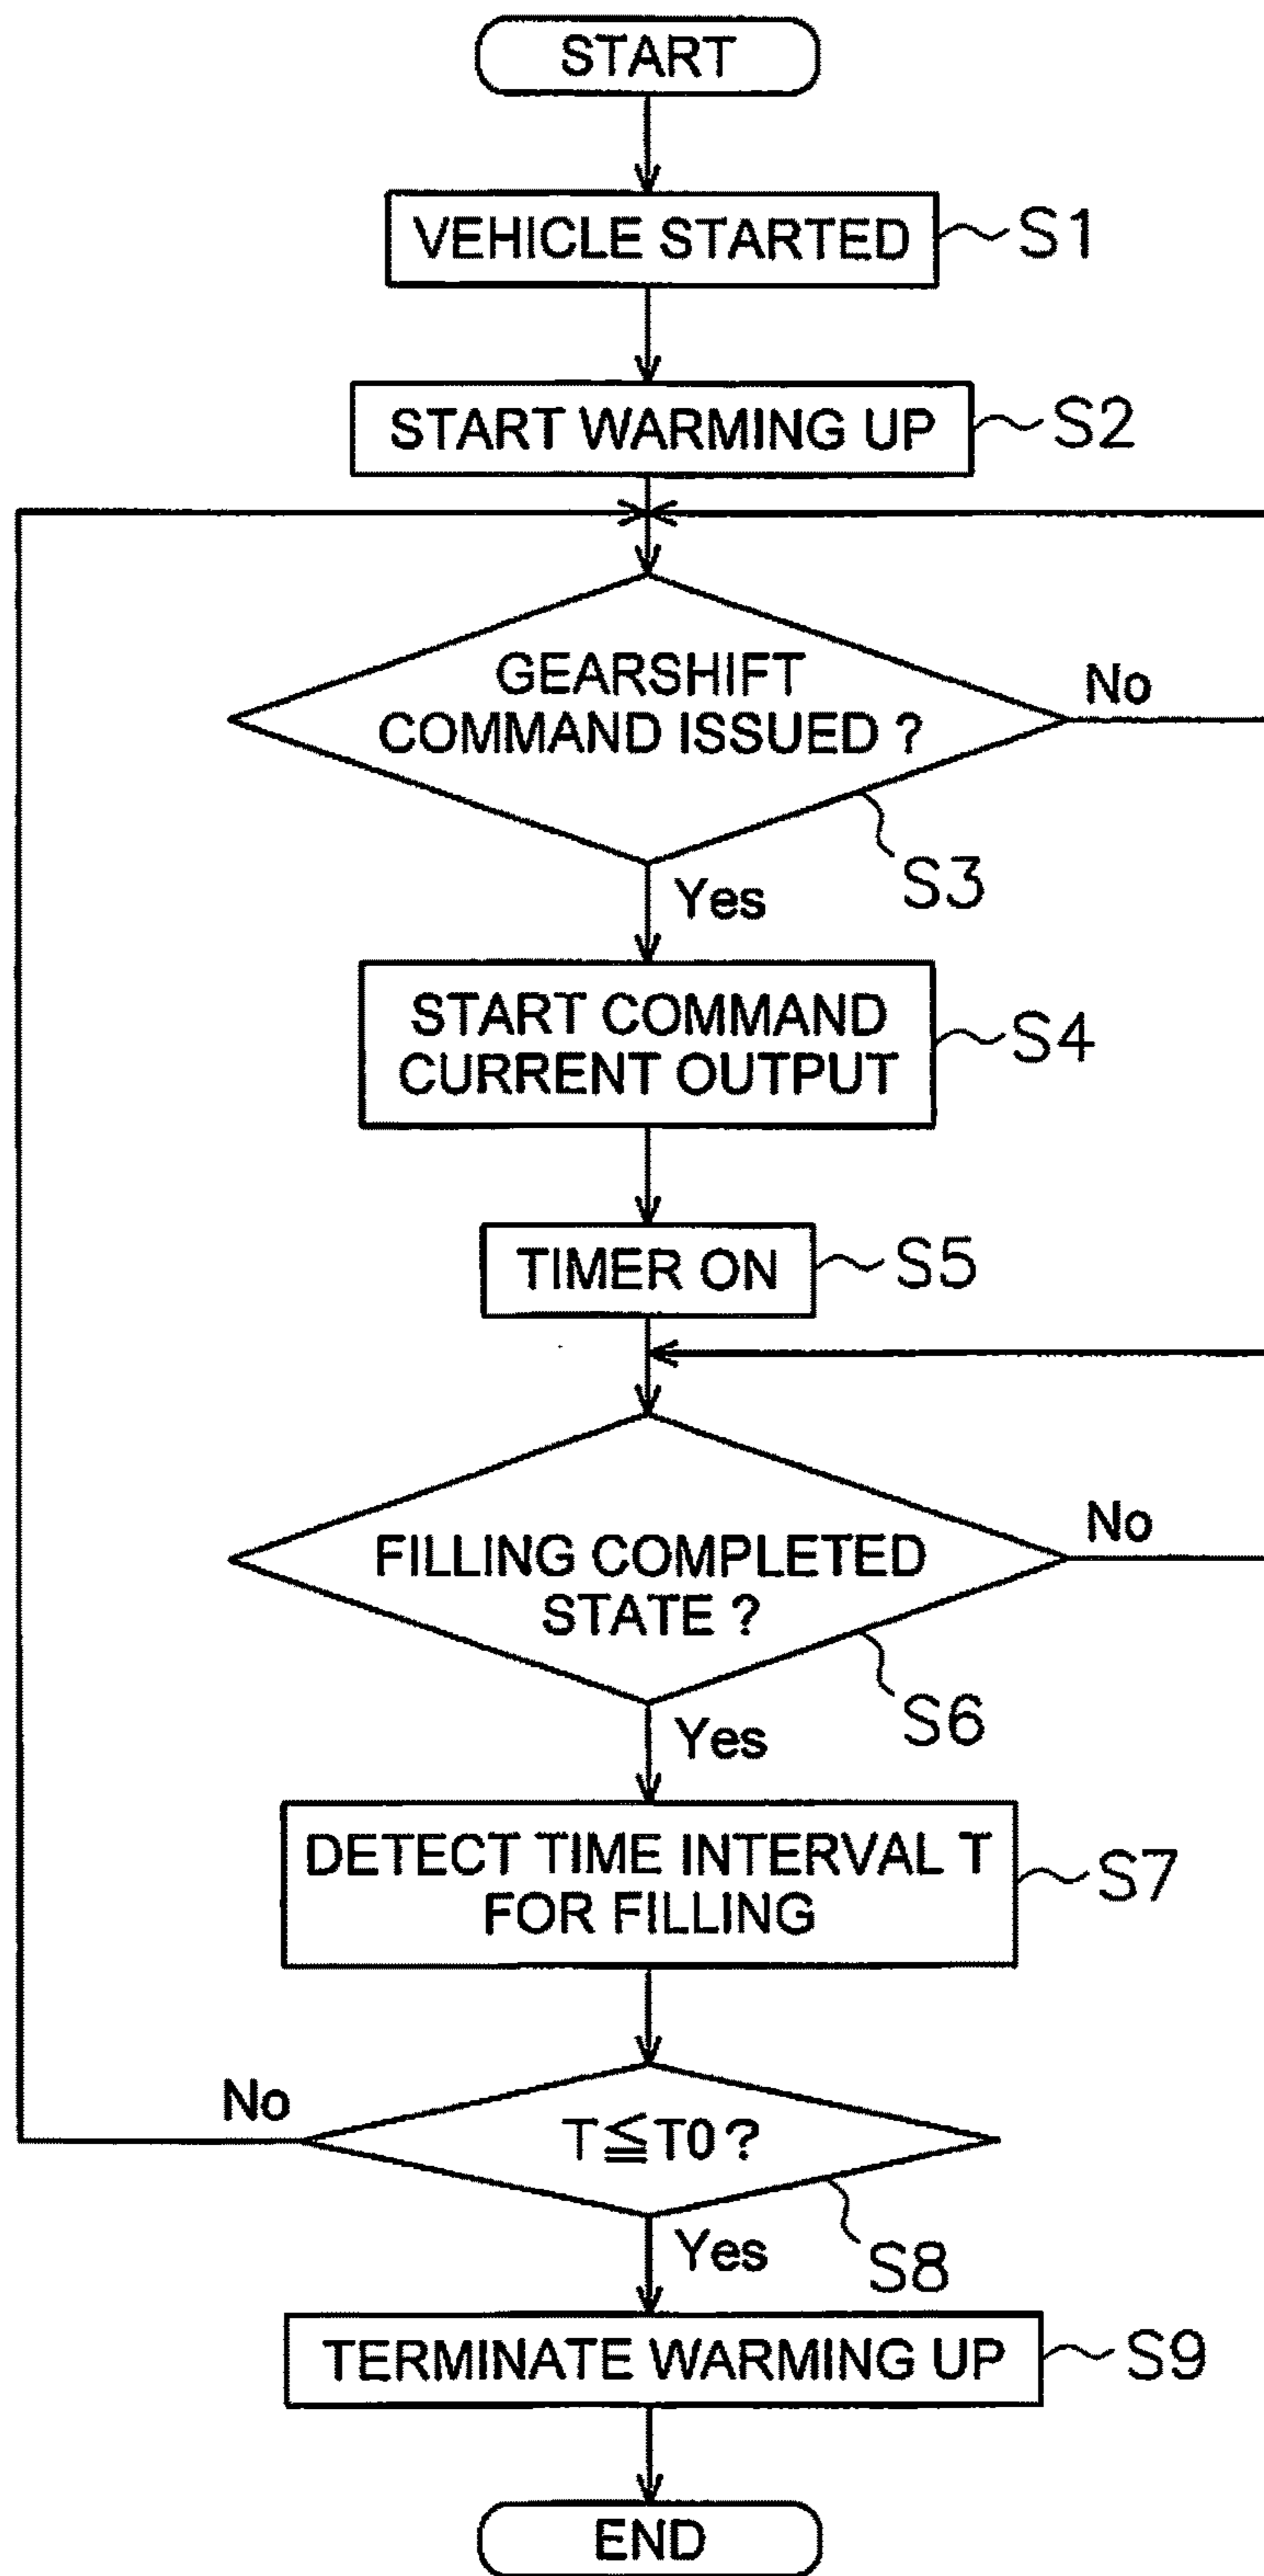 START
VEHICLE STARTED
S1
START WARMING UP
S2
GEARSHIFT
COMMAND ISSUED ?
No
S3
Yes
START COMMAND
CURRENT OUTPUT
S4
TIMER ON
S5
FILLING COMPLETED
STATE ?
No
S6
Yes
DETECT TIME INTERVAL T
FOR FILLING
S7
No
T≦T0 ?
S8
Yes
TERMINATE WARMING UP
S9
END